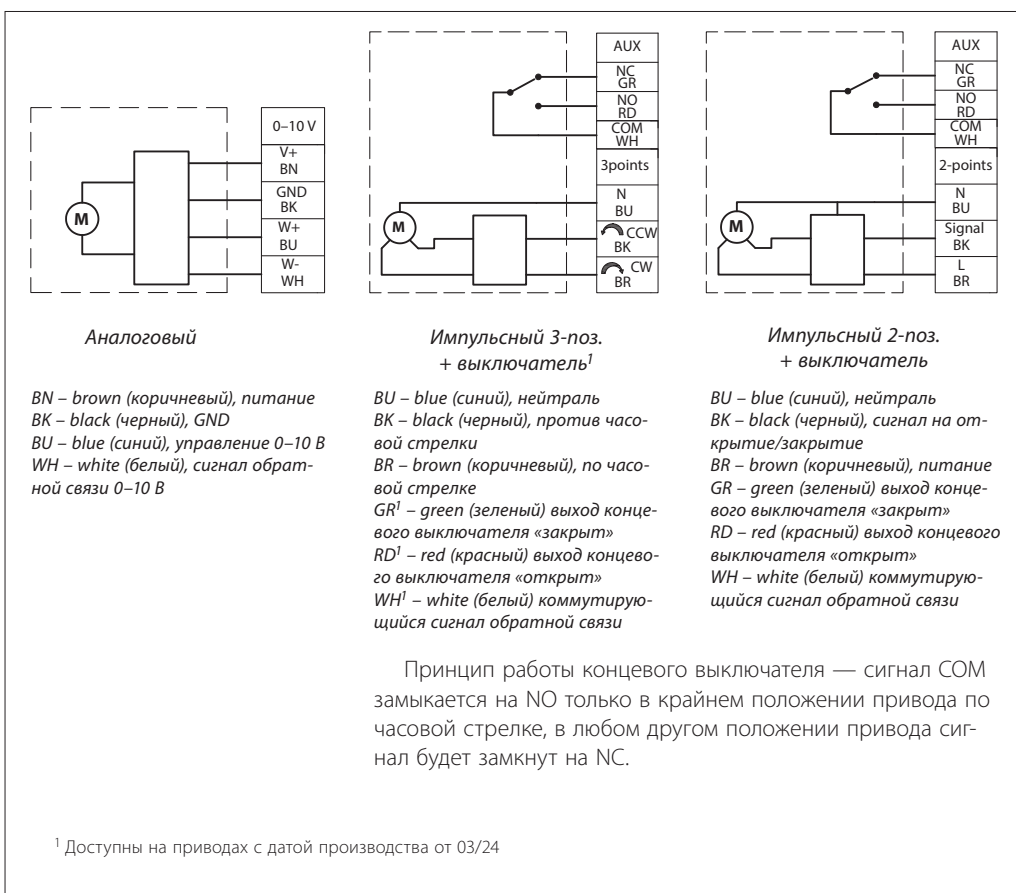 0–10 V
V+
BN
GND
BK
W+
BU
W-
WH
M
Аналоговый
BN – brown (коричневый), питание
BK – black (черный), GND
BU – blue (синий), управление 0–10 В
WH – white (белый), сигнал обрат-
ной связи 0–10 В
AUX
NC
GR
NO
RD
COM
WH
3points
N
BU
CCW
BK
CW
BR
M
Импульсный 3-поз.
+ выключатель¹
BU – blue (синий), нейтраль
BK – black (черный), против часо-
вой стрелки
BR – brown (коричневый), по часо-
вой стрелке
GR¹ – green (зеленый) выход конце-
вого выключателя «закрыт»
RD¹ – red (красный) выход концево-
го выключателя «открыт»
WH¹ – white (белый) коммутирую-
щийся сигнал обратной связи
AUX
NC
GR
NO
RD
COM
WH
2-points
N
BU
Signal
BK
L
BR
M
Импульсный 2-поз.
+ выключатель
BU – blue (синий), нейтраль
BK – black (черный), сигнал на от-
крытие/закрытие
BR – brown (коричневый), питание
GR – green (зеленый) выход конце-
вого выключателя «закрыт»
RD – red (красный) выход концевого
выключателя «открыт»
WH – white (белый) коммутирую-
щийся сигнал обратной связи
Принцип работы концевого выключателя — сигнал COM
замыкается на NO только в крайнем положении привода по
часовой стрелке, в любом другом положении привода сиг-
нал будет замкнут на NC.
¹ Доступны на приводах с датой производства от 03/24